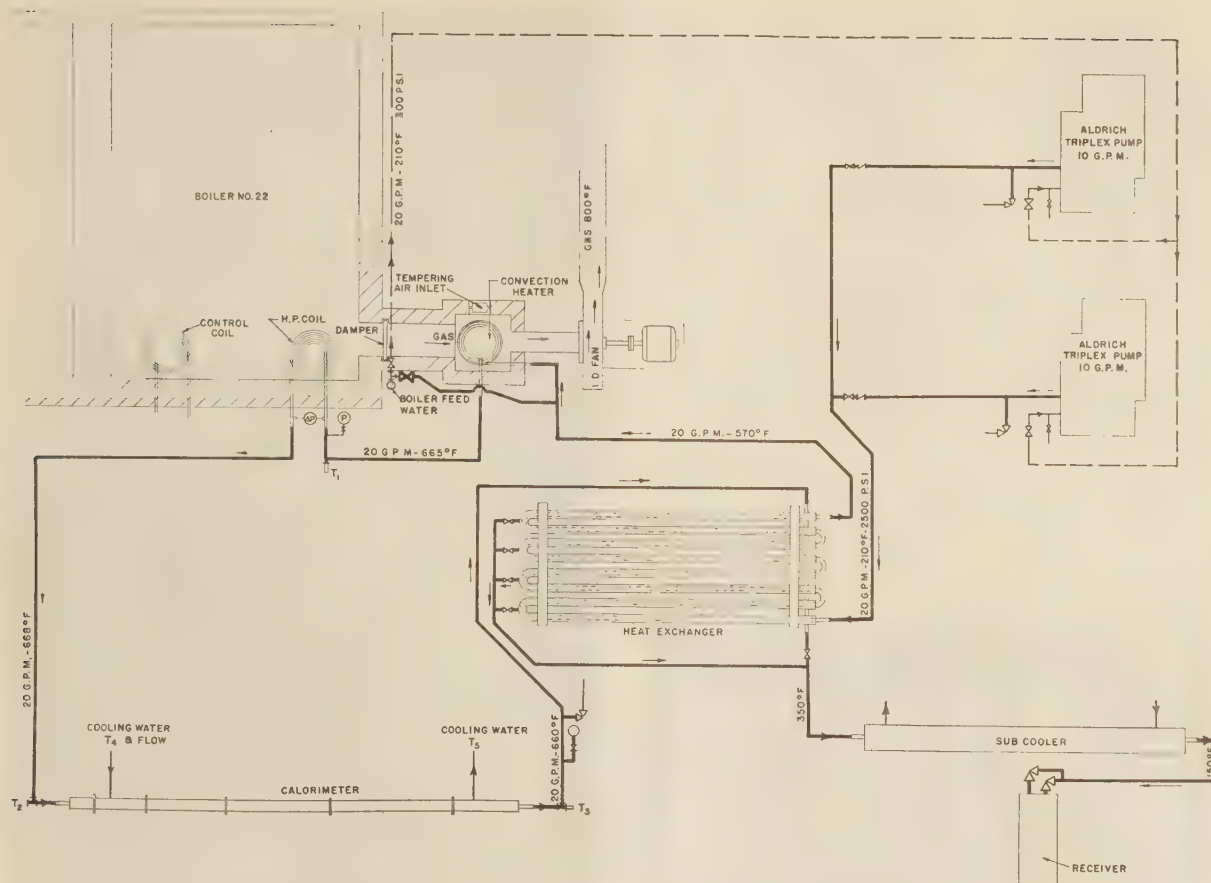 20 G.P.M.-210°F 300 P.S.I
ALDRICH
TRIPLEX PUMP
10 G.P.M.
BOILER NO. 22
GAS 800°F
TEMPERING
AIR INLET
CONVECTION
HEATER
CONTROL
COIL
H.P. COIL
DAMPER
GAS
I D FAN
ALDRICH
TRIPLEX PUMP
10 G.P.M.
BOILER FEED
WATER
ΔP
P
20 G.P.M.-570°F
20 G P M-665°F
T1
20 GPM-210°F-2500 P.S.I.
HEAT EXCHANGER
20 G.P.M.-668°F
350°F
COOLING WATER
T4 & FLOW
COOLING WATER
T5
20 G.P.M.-660°F
SUB COOLER
150°F
CALORIMETER
T2
T3
RECEIVER